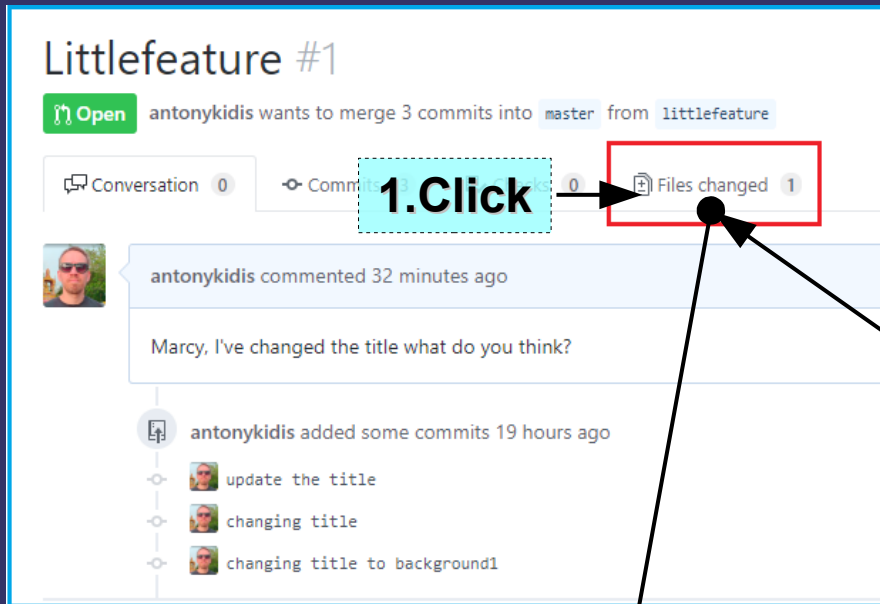 Littlefeature #1
Open antonykidis wants to merge 3 commits into master from littlefeature
Conversation 0 Commits 3 Checks 0 Files changed 1
1.Click
antonykidis commented 32 minutes ago
Marcy, I've changed the title what do you think?
antonykidis added some commits 19 hours ago
update the title
changing title
changing title to background1